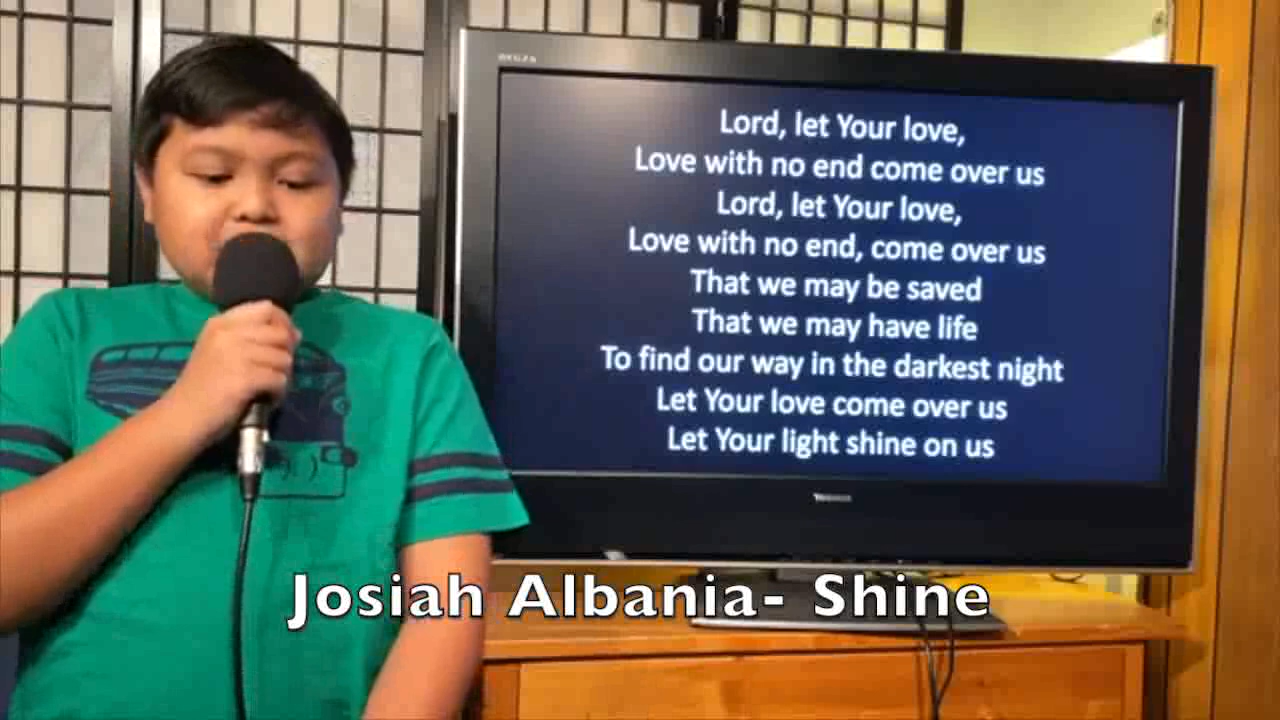 REGZA
Lord, let Your love,
Love with no end come over us
Lord, let Your love,
Love with no end, come over us
That we may be saved
That we may have life
To find our way in the darkest night
Let Your love come over us
Let Your light shine on us
TOSHIBA
Josiah Albania- Shine